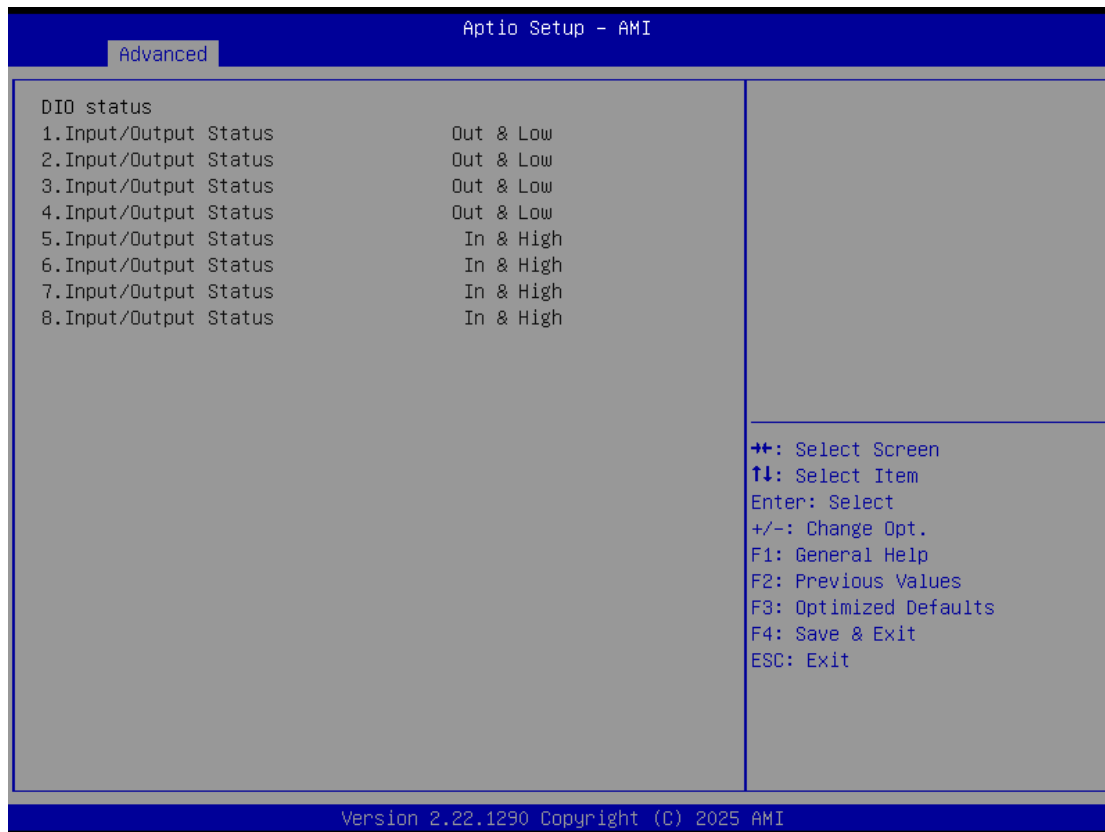 Aptio Setup – AMI
Advanced
DIO status
1.Input/Output Status Out & Low
2.Input/Output Status Out & Low
3.Input/Output Status Out & Low
4.Input/Output Status Out & Low
5.Input/Output Status In & High
6.Input/Output Status In & High
7.Input/Output Status In & High
8.Input/Output Status In & High
→←: Select Screen
↑↓: Select Item
Enter: Select
+/-: Change Opt.
F1: General Help
F2: Previous Values
F3: Optimized Defaults
F4: Save & Exit
ESC: Exit
Version 2.22.1290 Copyright (C) 2025 AMI